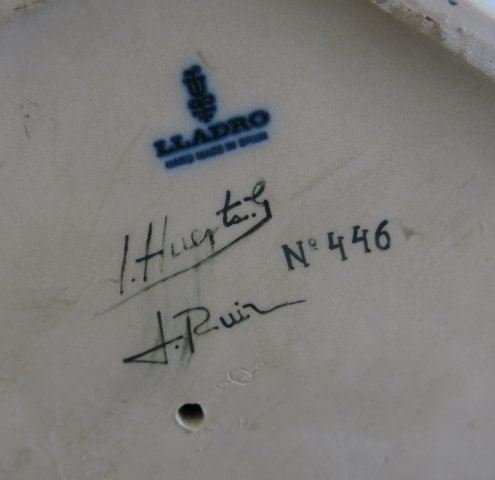 LLADRO
HAND MADE IN SPAIN
J. Huerta. G
Nº 446
J. Ruiz